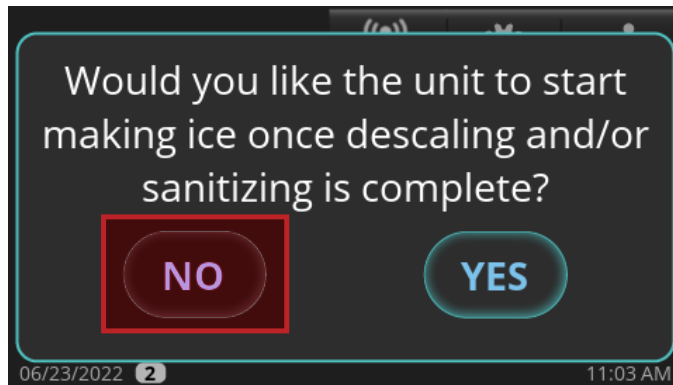 Would you like the unit to start
making ice once descaling and/or
sanitizing is complete?
NO YES
06/23/2022 2 11:03 AM